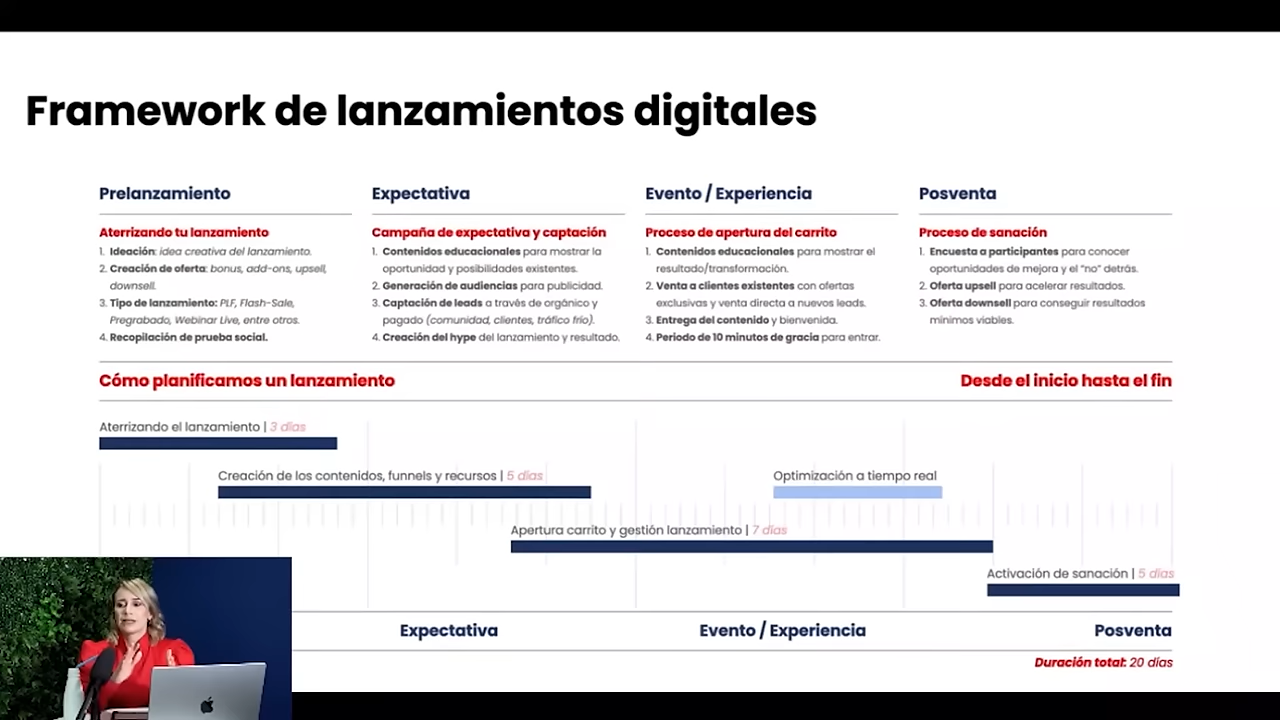 Framework de lanzamientos digitales
Prelanzamiento
Aterrizando tu lanzamiento
1. Ideación: idea creativa del lanzamiento.
2. Creación de oferta: bonus, add-ons, upsell,
downsell.
3. Tipo de lanzamiento: PLF, Flash-Sale,
Pregrabado, Webinar Live, entre otros.
4. Recopilación de prueba social.
Expectativa
Campaña de expectativa y captación
1. Contenidos educacionales para mostrar la
oportunidad y posibilidades existentes.
2. Generación de audiencias para publicidad.
3. Captación de leads a través de orgánico y
pagado (comunidad, clientes, tráfico frío).
4. Creación del hype del lanzamiento y resultado.
Evento / Experiencia
Proceso de apertura del carrito
1. Contenidos educacionales para mostrar el
resultado/transformación.
2. Venta a clientes existentes con ofertas
exclusivas y venta directa a nuevos leads.
3. Entrega del contenido y bienvenida.
4. Periodo de 10 minutos de gracia para entrar.
Posventa
Proceso de sanación
1. Encuesta a participantes para conocer
oportunidades de mejora y el “no” detrás.
2. Oferta upsell para acelerar resultados.
3. Oferta downsell para conseguir resultados
mínimos viables.
Cómo planificamos un lanzamiento
Desde el inicio hasta el fin
Aterrizando el lanzamiento | 3 días
Creación de los contenidos, funnels y recursos | 5 días
Optimización a tiempo real
Apertura carrito y gestión lanzamiento | 7 días
Activación de sanación | 5 días
Expectativa
Evento / Experiencia
Posventa
Duración total: 20 días